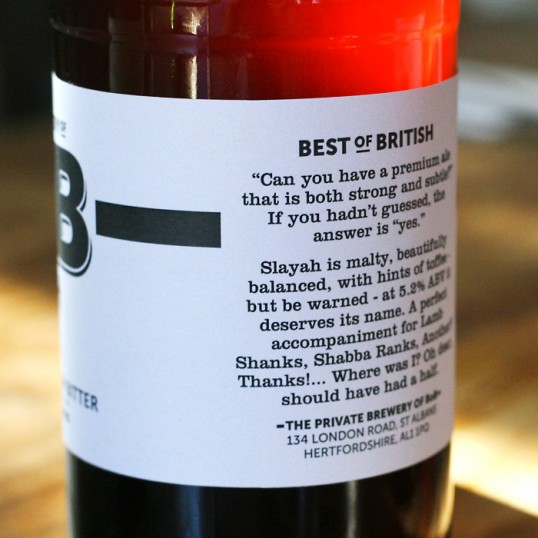 OF
B
BITTER
BEST OF BRITISH
“Can you have a premium ale
that is both strong and subtle?”
If you hadn’t guessed, the
answer is “yes.”
Slayah is malty, beautifully
balanced, with hints of toffee -
but be warned - at 5.2% ABV it
deserves its name. A perfect
accompaniment for Lamb
Shanks, Shabba Ranks, Another
Thanks!... Where was I? Oh dear
should have had a half.
THE PRIVATE BREWERY OF BoB
134 LONDON ROAD, ST ALBANS
HERTFORDSHIRE, AL1 1PQ